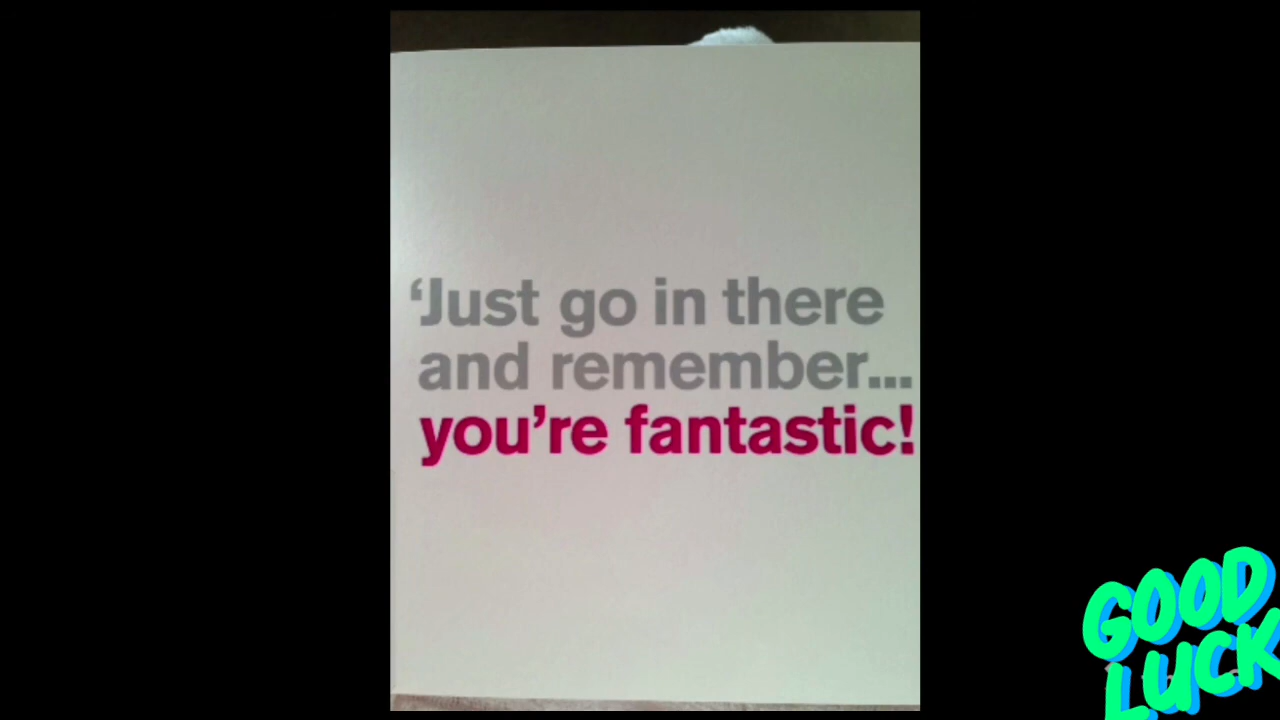 ‘Just go in there
and remember...
you’re fantastic!
GOOD
LUCK